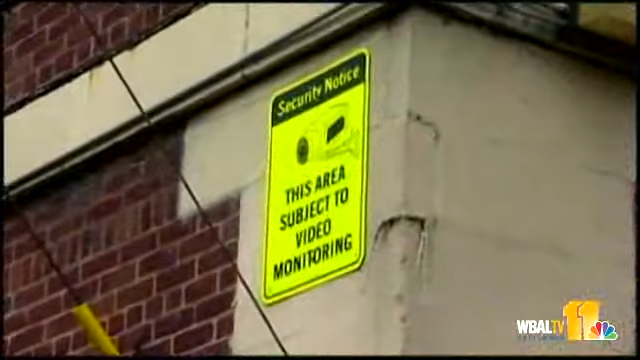 Security Notice
THIS AREA
SUBJECT TO
VIDEO
MONITORING
WBALTV 11